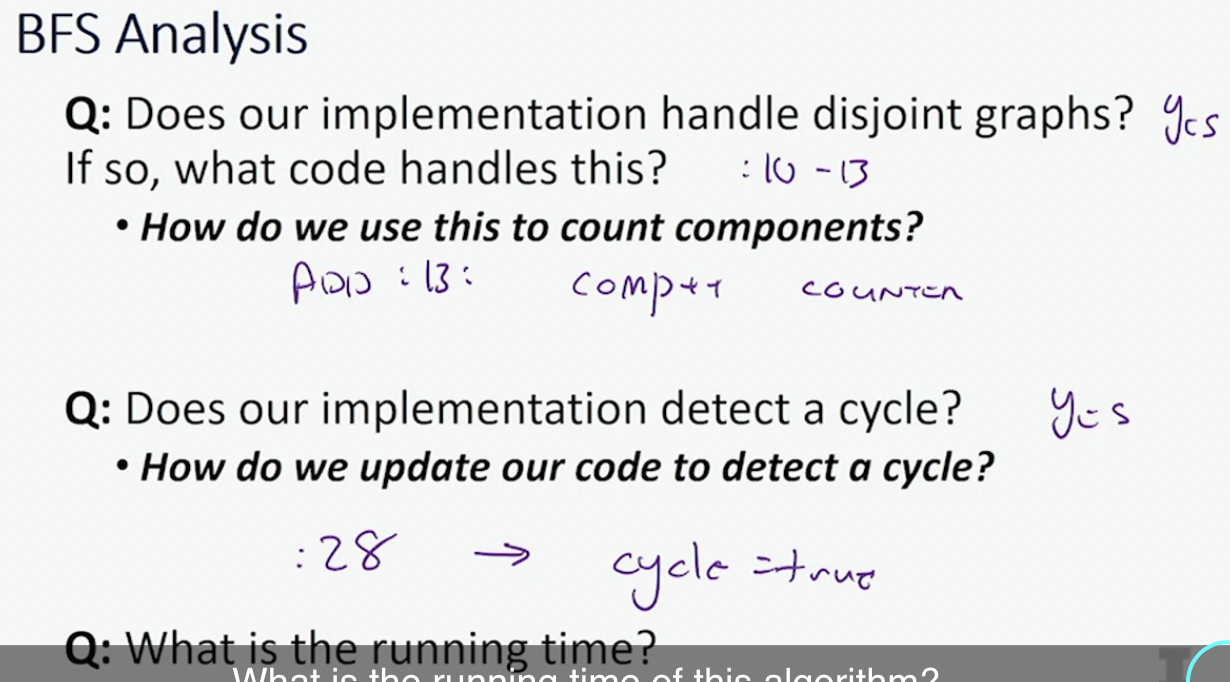 BFS Analysis
Q: Does our implementation handle disjoint graphs? yes
If so, what code handles this? :10-13
• How do we use this to count components?
ADD :13: comp++ counter
Q: Does our implementation detect a cycle? yes
• How do we update our code to detect a cycle?
:28 → cycle = true
Q: What is the running time?
What is the running time of this algorithm?